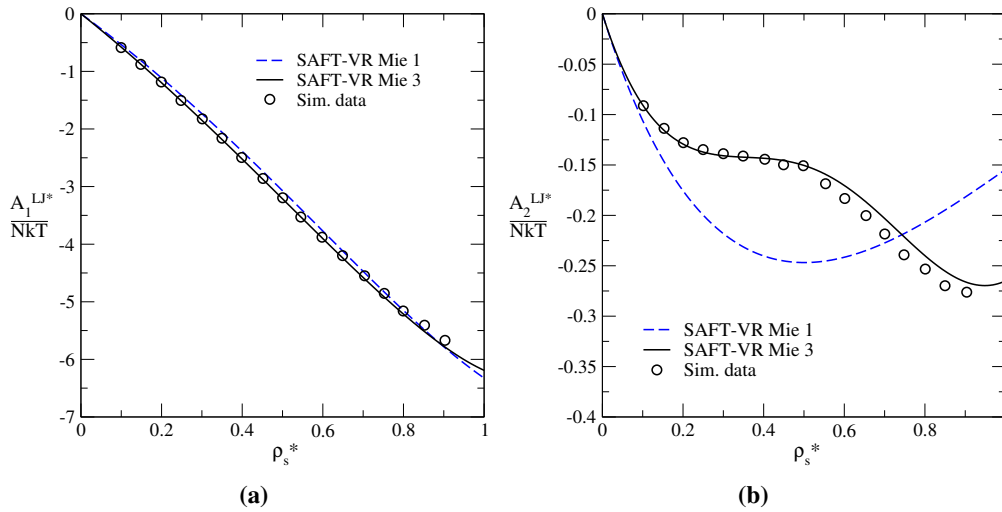 0
-1
-2
-3
-4
-5
-6
-7
A₁ᴸᴶ*
NkT
SAFT-VR Mie 1
SAFT-VR Mie 3
Sim. data
0 0.2 0.4 0.6 0.8 1
ρₛ*
(a)
0
-0.05
-0.1
-0.15
-0.2
-0.25
-0.3
-0.35
-0.4
A₂ᴸᴶ*
NkT
SAFT-VR Mie 1
SAFT-VR Mie 3
Sim. data
0 0.2 0.4 0.6 0.8
ρₛ*
(b)